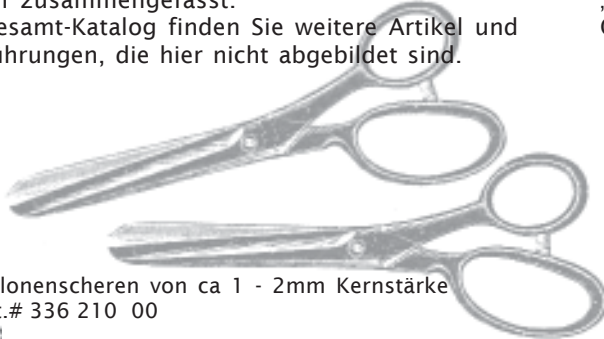 zusammengefasst.
esamt-Katalog finden Sie weitere Artikel und
ührungen, die hier nicht abgebildet sind.
lonenscheren von ca 1 - 2mm Kernstärke
.# 336 210 00